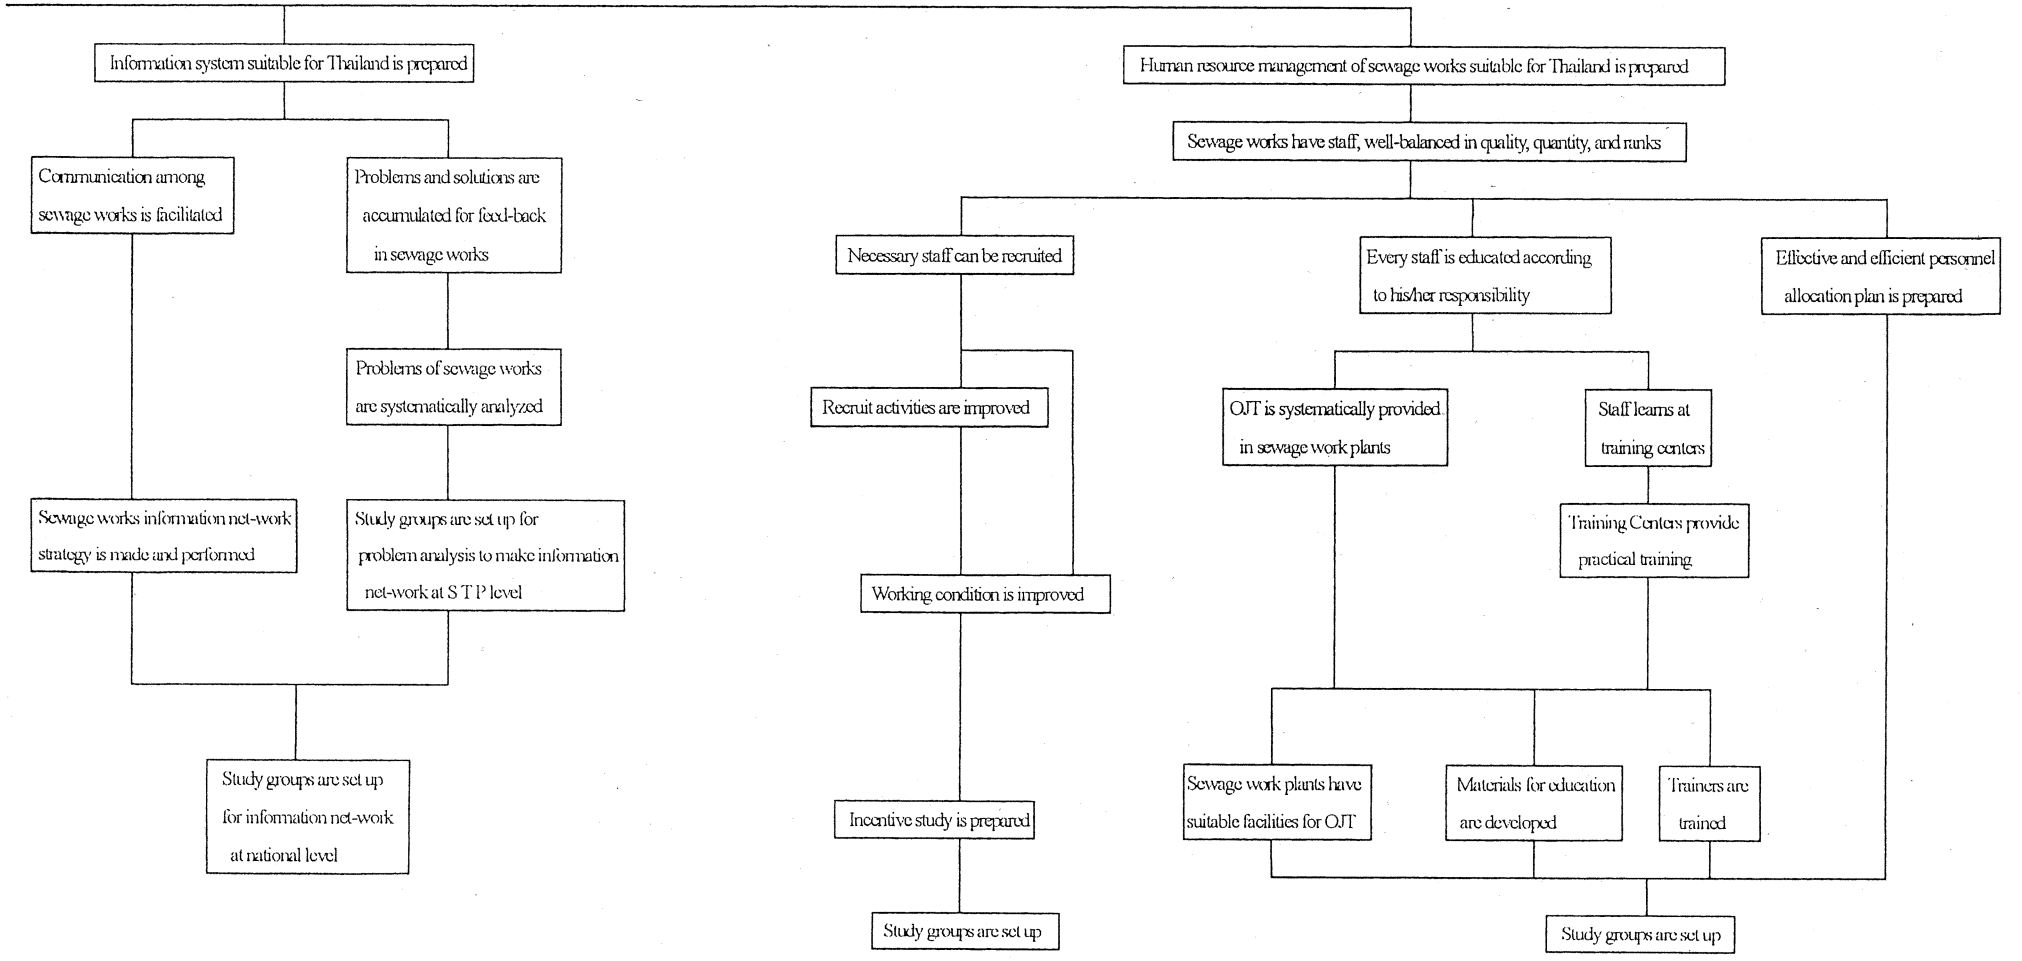 Information system suitable for Thailand is prepared
Human resource management of sewage works suitable for Thailand is prepared
Sewage works have staff, well-balanced in quality, quantity, and ranks
Communication among
sewage works is facilitated
Problems and solutions are
accumulated for feed-back
in sewage works
Necessary staff can be recruited
Every staff is educated according
to his/her responsibility
Effective and efficient personnel
allocation plan is prepared
Problems of sewage works
are systematically analyzed
Recruit activities are improved
OJT is systematically provided
in sewage work plants
Staff learns at
training centers
Sewage works information net-work
strategy is made and performed
Study groups are set up for
problem analysis to make information
net-work at S T P level
Training Centers provide
practical training
Working condition is improved
Study groups are set up
for information net-work
at national level
Incentive study is prepared
Sewage work plants have
suitable facilities for OJT
Materials for education
are developed
Trainers are
trained
Study groups are set up
Study groups are set up